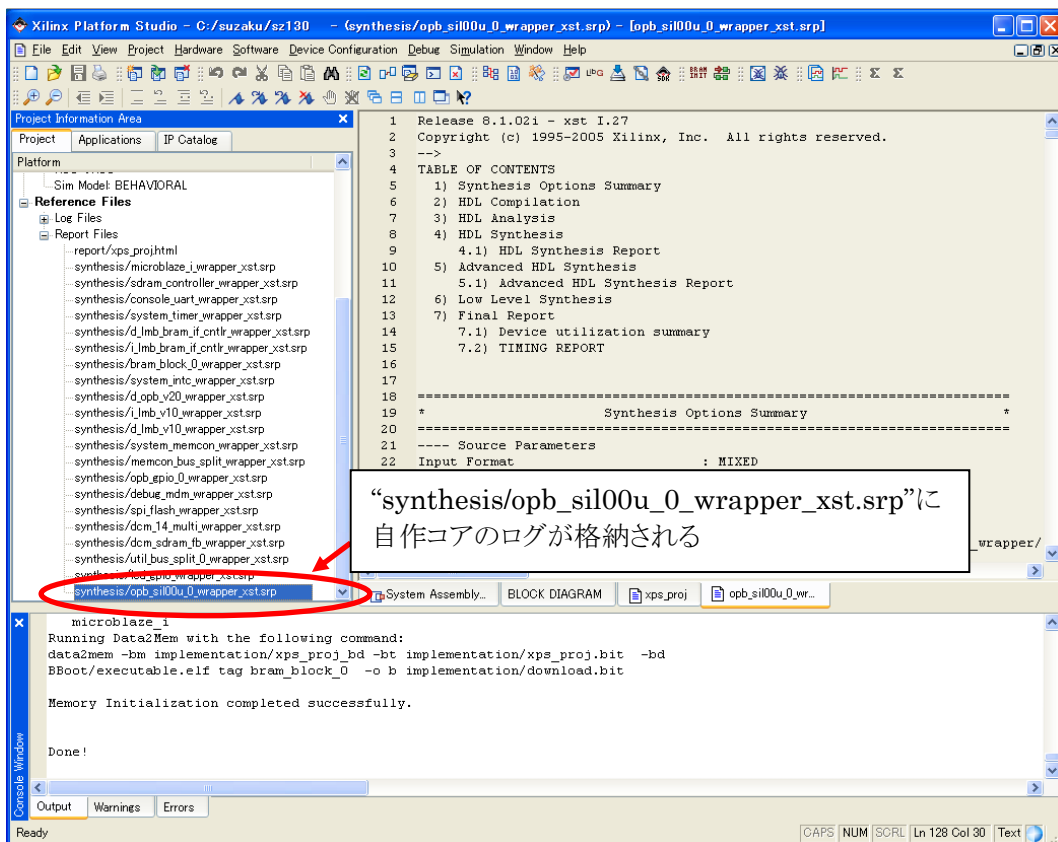 Xilinx Platform Studio - C:/suzaku/sz130 - (synthesis/opb_sil00u_0_wrapper_xst.srp) - [opb_sil00u_0_wrapper_xst.srp]
File Edit View Project Hardware Software Device Configuration Debug Simulation Window Help
Project Information Area
Project Applications IP Catalog
Platform
Sim Model: BEHAVIORAL
Reference Files
Log Files
Report Files
report/xps_proj.html
synthesis/microblaze_i_wrapper_xst.srp
synthesis/sdram_controller_wrapper_xst.srp
synthesis/console_uart_wrapper_xst.srp
synthesis/system_timer_wrapper_xst.srp
synthesis/d_lmb_bram_if_cntlr_wrapper_xst.srp
synthesis/i_lmb_bram_if_cntlr_wrapper_xst.srp
synthesis/bram_block_0_wrapper_xst.srp
synthesis/system_intc_wrapper_xst.srp
synthesis/d_opb_v20_wrapper_xst.srp
synthesis/i_lmb_v10_wrapper_xst.srp
synthesis/d_lmb_v10_wrapper_xst.srp
synthesis/system_memcon_wrapper_xst.srp
synthesis/memcon_bus_split_wrapper_xst.srp
synthesis/opb_gpio_0_wrapper_xst.srp
synthesis/debug_mdm_wrapper_xst.srp
synthesis/spi_flash_wrapper_xst.srp
synthesis/dcm_14_multi_wrapper_xst.srp
synthesis/dcm_sdram_fb_wrapper_xst.srp
synthesis/util_bus_split_0_wrapper_xst.srp
synthesis/led_gpio_wrapper_xst.srp
synthesis/opb_sil00u_0_wrapper_xst.srp
1 Release 8.1.02i - xst I.27
2 Copyright (c) 1995-2005 Xilinx, Inc. All rights reserved.
3 -->
4 TABLE OF CONTENTS
5 1) Synthesis Options Summary
6 2) HDL Compilation
7 3) HDL Analysis
8 4) HDL Synthesis
9 4.1) HDL Synthesis Report
10 5) Advanced HDL Synthesis
11 5.1) Advanced HDL Synthesis Report
12 6) Low Level Synthesis
13 7) Final Report
14 7.1) Device utilization summary
15 7.2) TIMING REPORT
16
17
18 =========================================================================
19 * Synthesis Options Summary *
20 =========================================================================
21 ---- Source Parameters
22 Input Format : MIXED
“synthesis/opb_sil00u_0_wrapper_xst.srp”に
自作コアのログが格納される
_wrapper/
System Assembly... BLOCK DIAGRAM xps_proj opb_sil00u_0_wr...
microblaze_i
Running Data2Mem with the following command:
data2mem -bm implementation/xps_proj_bd -bt implementation/xps_proj.bit -bd
BBoot/executable.elf tag bram_block_0 -o b implementation/download.bit
Memory Initialization completed successfully.
Done!
Console Window
Output Warnings Errors
Ready CAPS NUM SCRL Ln 128 Col 30 Text